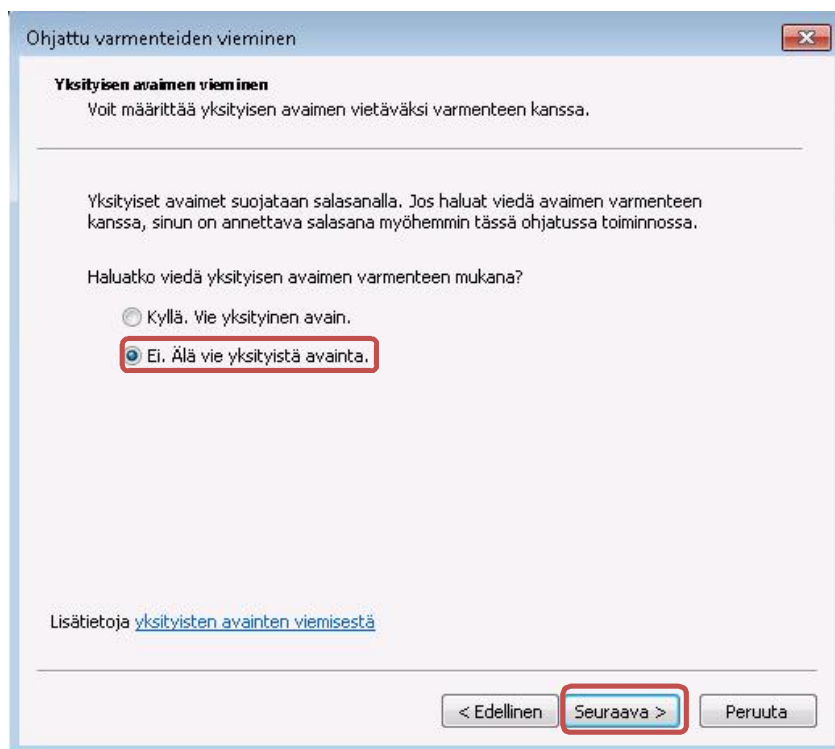 Ohjattu varmenteiden vieminen
Yksityisen avaimen vieminen
Voit määrittää yksityisen avaimen vietäväksi varmenteen kanssa.
Yksityiset avaimet suojataan salasanalla. Jos haluat viedä avaimen varmenteen
kanssa, sinun on annettava salasana myöhemmin tässä ohjatussa toiminnossa.
Haluatko viedä yksityisen avaimen varmenteen mukana?
Kyllä. Vie yksityinen avain.
Ei. Älä vie yksityistä avainta.
Lisätietoja yksityisten avainten viemisestä
< Edellinen Seuraava > Peruuta